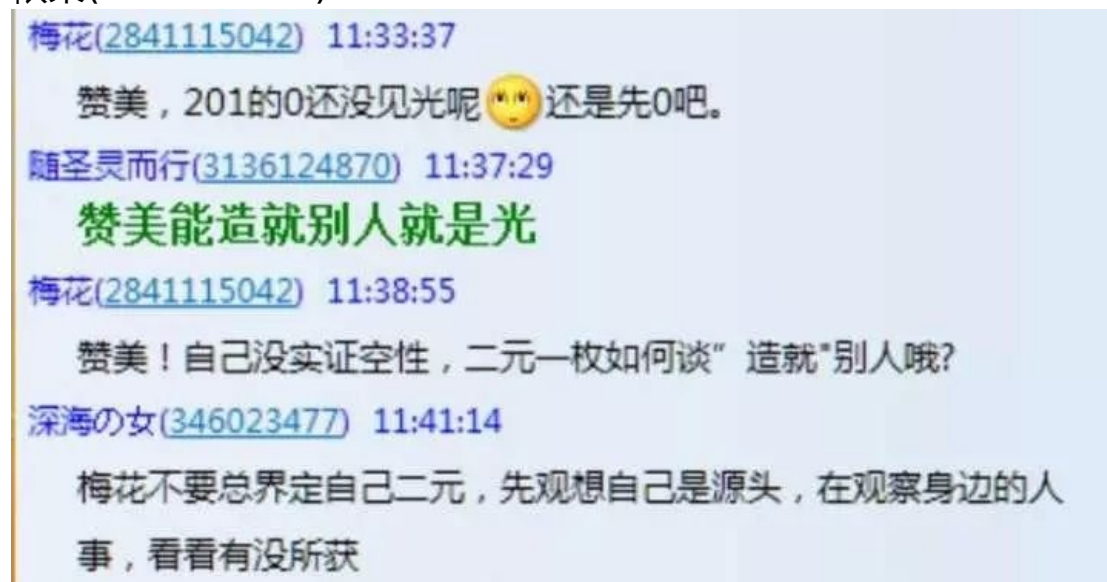 梅花(2841115042) 11:33:37
赞美，201的0还没见光呢还是先0吧。
随圣灵而行(3136124870) 11:37:29
赞美能造就别人就是光
梅花(2841115042) 11:38:55
赞美！自己没实证空性，二元一枚如何谈”造就"别人哦?
深海の女(346023477) 11:41:14
梅花不要总界定自己二元，先观想自己是源头，在观察身边的人
事，看看有没所获